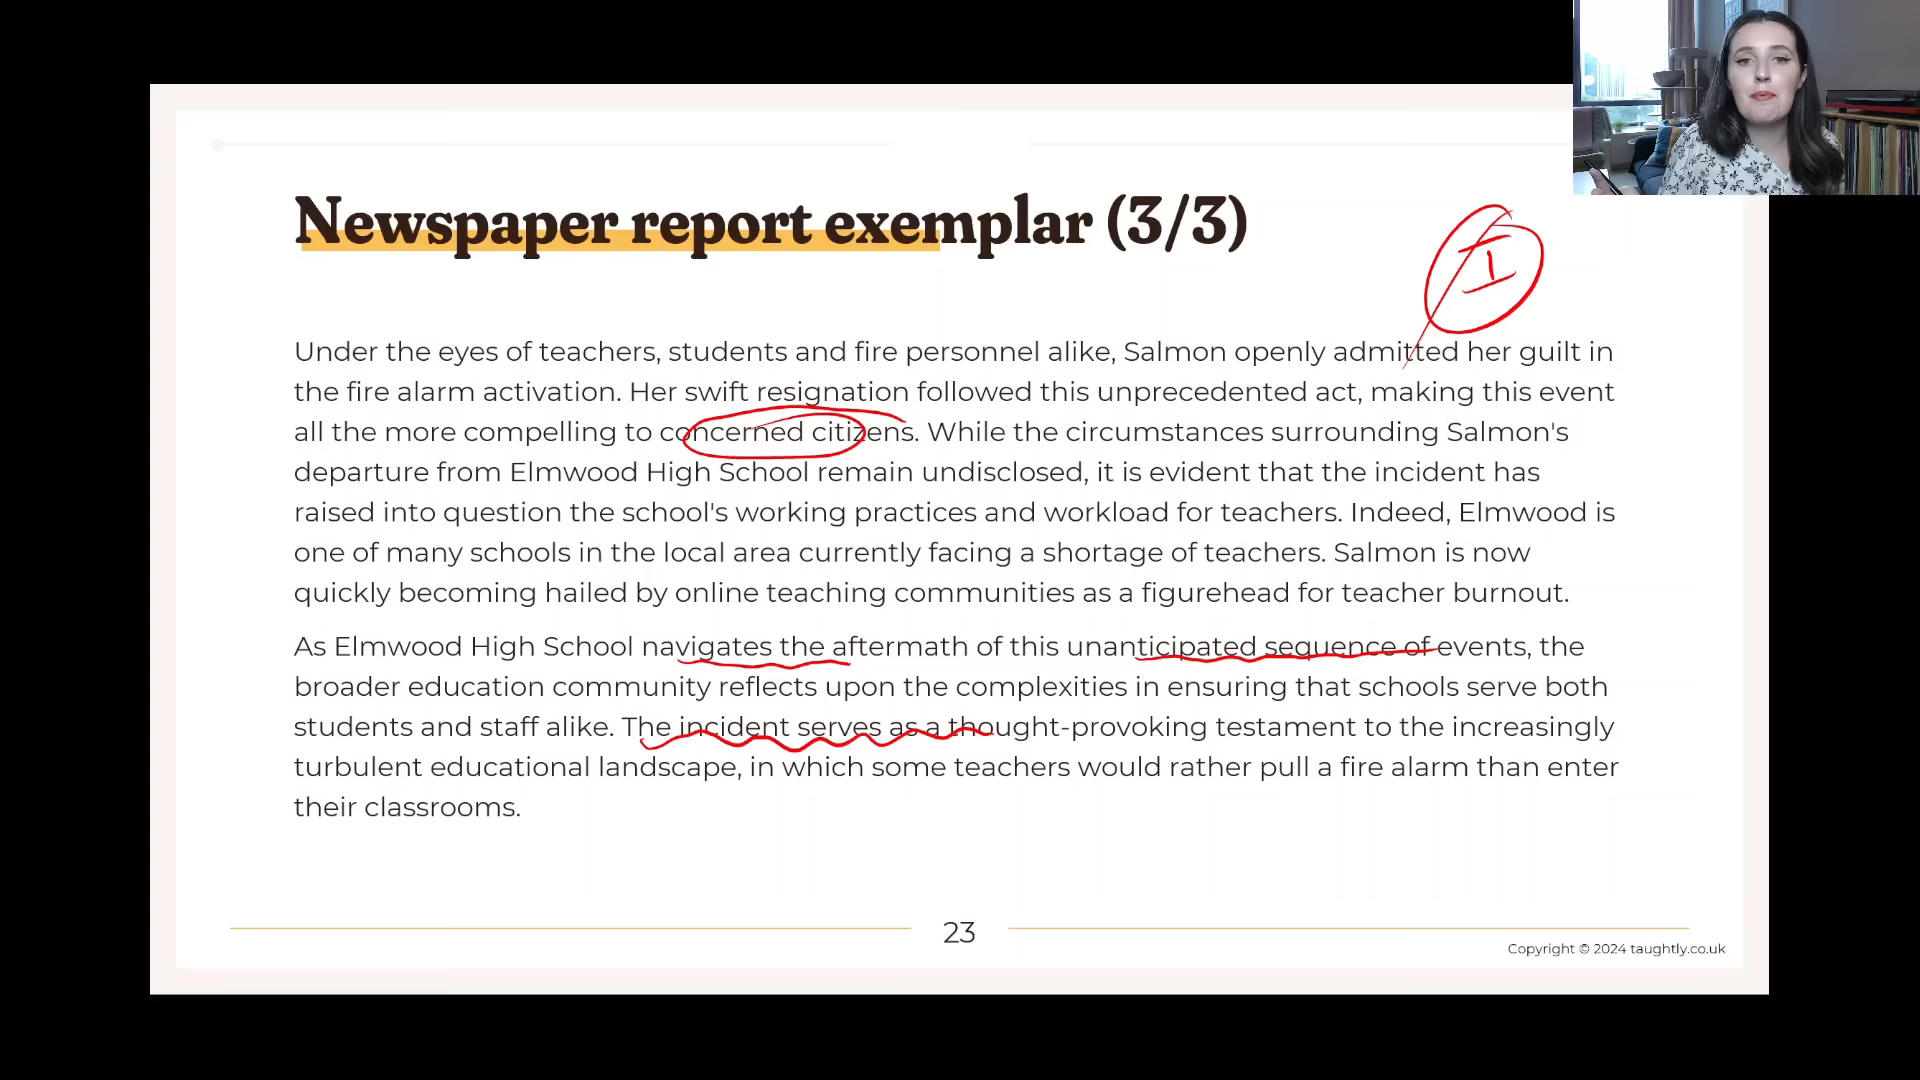 Newspaper report exemplar (3/3)
I
Under the eyes of teachers, students and fire personnel alike, Salmon openly admitted her guilt in
the fire alarm activation. Her swift resignation followed this unprecedented act, making this event
all the more compelling to concerned citizens. While the circumstances surrounding Salmon's
departure from Elmwood High School remain undisclosed, it is evident that the incident has
raised into question the school's working practices and workload for teachers. Indeed, Elmwood is
one of many schools in the local area currently facing a shortage of teachers. Salmon is now
quickly becoming hailed by online teaching communities as a figurehead for teacher burnout.
As Elmwood High School navigates the aftermath of this unanticipated sequence of events, the
broader education community reflects upon the complexities in ensuring that schools serve both
students and staff alike. The incident serves as a thought-provoking testament to the increasingly
turbulent educational landscape, in which some teachers would rather pull a fire alarm than enter
their classrooms.
23
Copyright © 2024 taughtly.co.uk